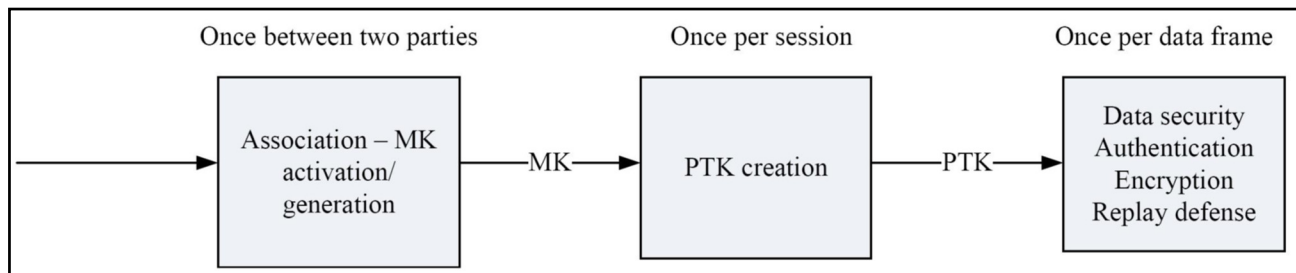 Once between two parties
Once per session
Once per data frame
Association – MK
activation/
generation
MK
PTK creation
PTK
Data security
Authentication
Encryption
Replay defense